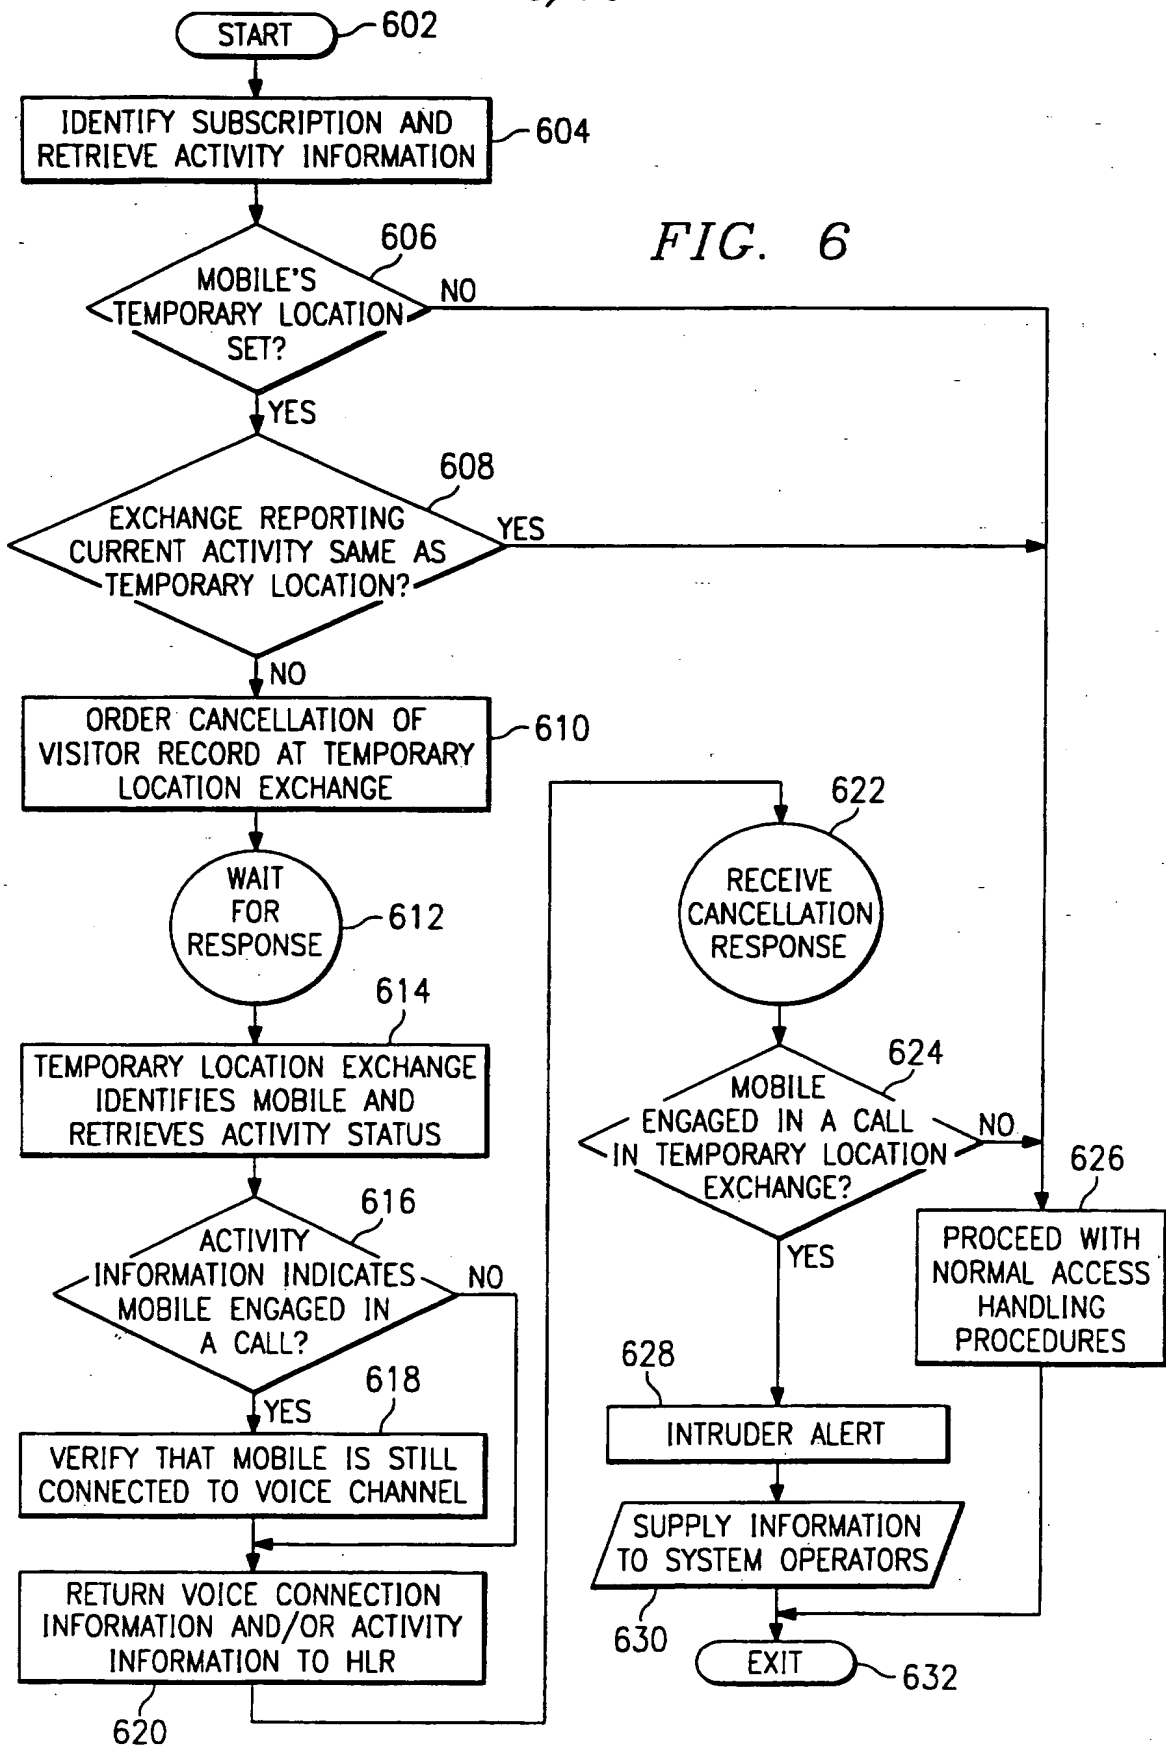 START
602
IDENTIFY SUBSCRIPTION AND
RETRIEVE ACTIVITY INFORMATION
604
FIG. 6
606
MOBILE'S
TEMPORARY LOCATION
SET?
NO
YES
608
EXCHANGE REPORTING
CURRENT ACTIVITY SAME AS
TEMPORARY LOCATION?
YES
NO
ORDER CANCELLATION OF
VISITOR RECORD AT TEMPORARY
LOCATION EXCHANGE
610
WAIT
FOR
RESPONSE
612
614
TEMPORARY LOCATION EXCHANGE
IDENTIFIES MOBILE AND
RETRIEVES ACTIVITY STATUS
616
ACTIVITY
INFORMATION INDICATES
MOBILE ENGAGED IN
A CALL?
NO
YES
618
VERIFY THAT MOBILE IS STILL
CONNECTED TO VOICE CHANNEL
RETURN VOICE CONNECTION
INFORMATION AND/OR ACTIVITY
INFORMATION TO HLR
620
622
RECEIVE
CANCELLATION
RESPONSE
624
MOBILE
ENGAGED IN A CALL
IN TEMPORARY LOCATION
EXCHANGE?
NO
YES
626
PROCEED WITH
NORMAL ACCESS
HANDLING
PROCEDURES
628
INTRUDER ALERT
SUPPLY INFORMATION
TO SYSTEM OPERATORS
630
EXIT
632